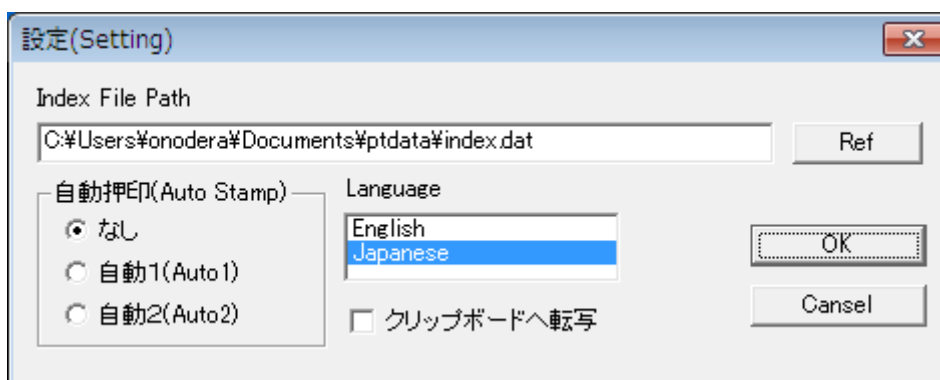 設定(Setting)
Index File Path
C:¥Users¥onodera¥Documents¥ptdata¥index.dat
Ref
自動押印(Auto Stamp)
なし
自動1(Auto1)
自動2(Auto2)
Language
English
Japanese
クリップボードへ転写
OK
Cansel